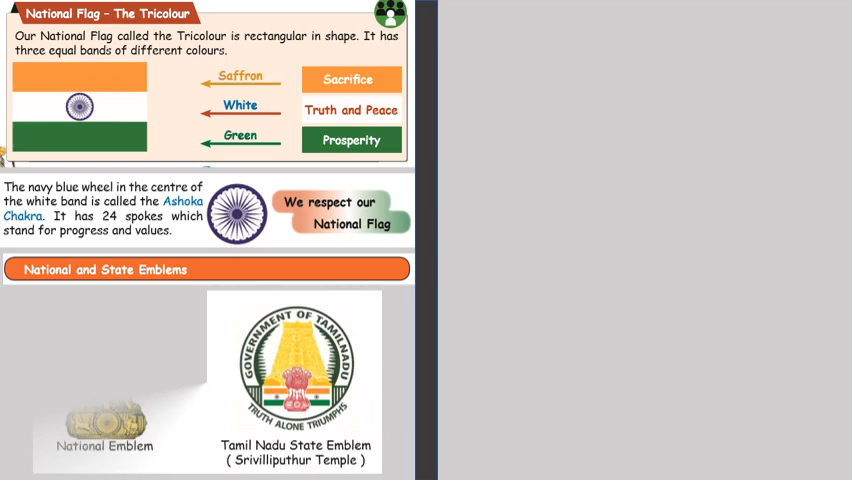 National Flag – The Tricolour
Our National Flag called the Tricolour is rectangular in shape. It has
three equal bands of different colours.
Saffron
Sacrifice
White
Truth and Peace
Green
Prosperity
The navy blue wheel in the centre of
the white band is called the Ashoka
Chakra. It has 24 spokes which
stand for progress and values.
We respect our
National Flag
National and State Emblems
GOVERNMENT OF TAMILNADU
TRUTH ALONE TRIUMPHS
National Emblem
Tamil Nadu State Emblem
( Srivilliputhur Temple )